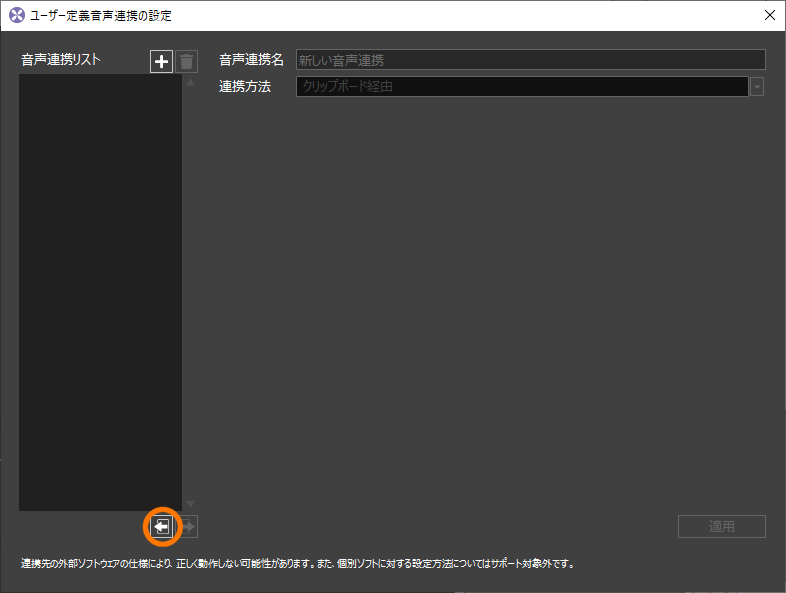 ユーザー定義音声連携の設定
音声連携リスト
音声連携名
新しい音声連携
連携方法
クリップボード経由
適用
連携先の外部ソフトウェアの仕様により、正しく動作しない可能性があります。また、個別ソフトに対する設定方法についてはサポート対象外です。